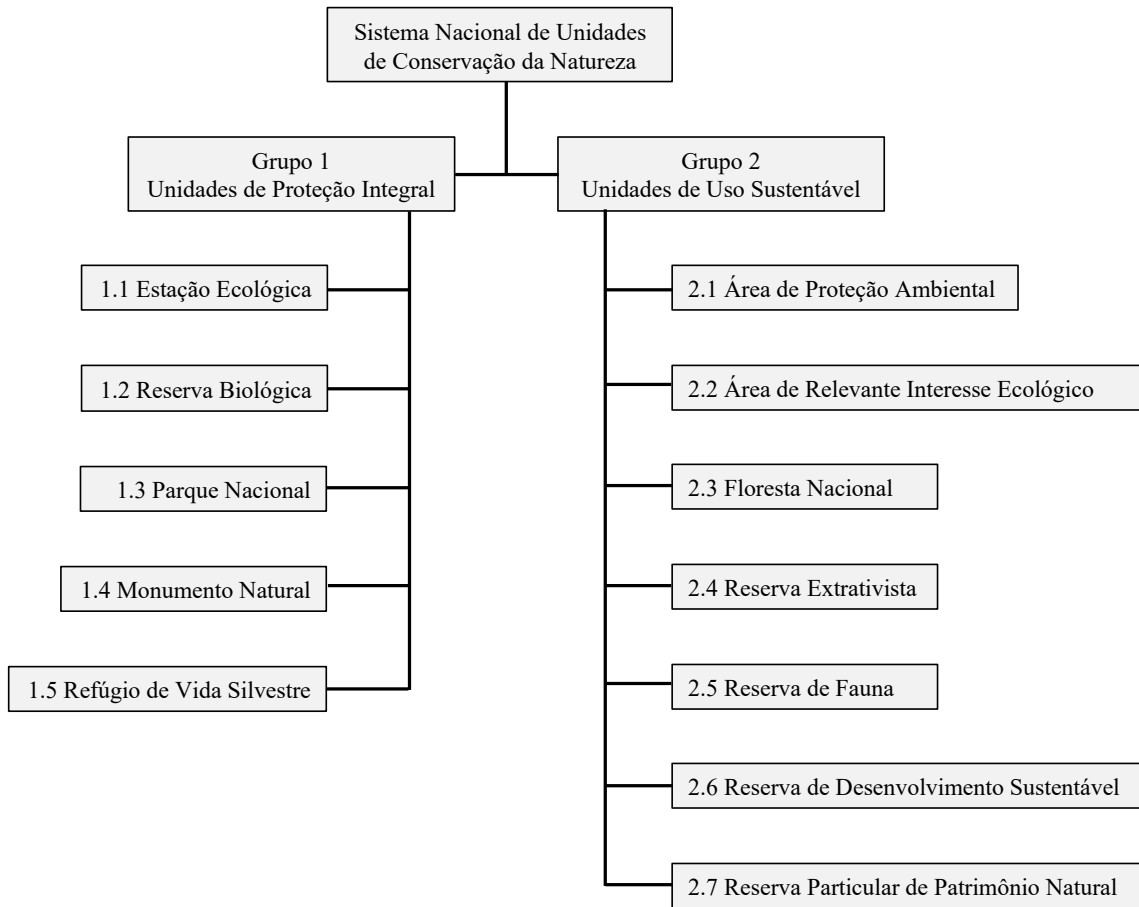 Sistema Nacional de Unidades
de Conservação da Natureza
Grupo 1
Unidades de Proteção Integral
Grupo 2
Unidades de Uso Sustentável
1.1 Estação Ecológica
1.2 Reserva Biológica
1.3 Parque Nacional
1.4 Monumento Natural
1.5 Refúgio de Vida Silvestre
2.1 Área de Proteção Ambiental
2.2 Área de Relevante Interesse Ecológico
2.3 Floresta Nacional
2.4 Reserva Extrativista
2.5 Reserva de Fauna
2.6 Reserva de Desenvolvimento Sustentável
2.7 Reserva Particular de Patrimônio Natural